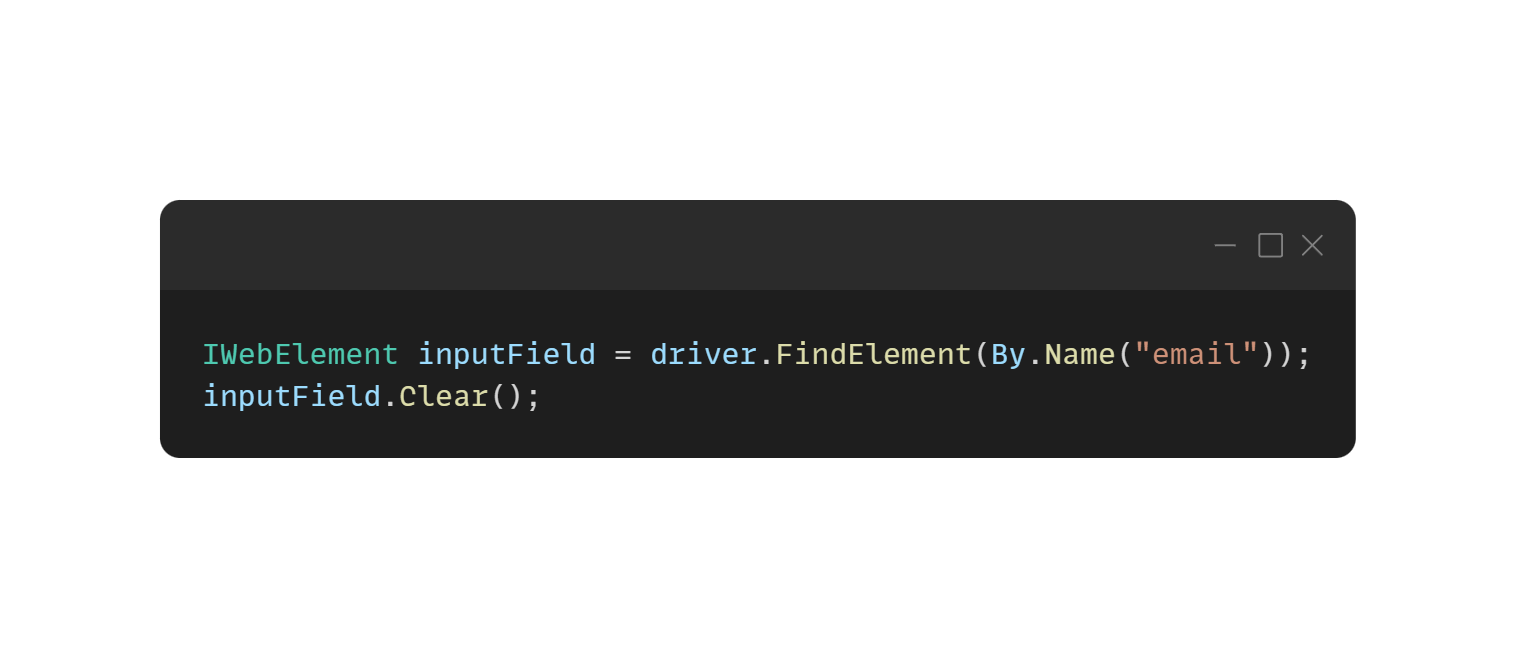 IWebElement inputField = driver.FindElement(By.Name("email"));
inputField.Clear();